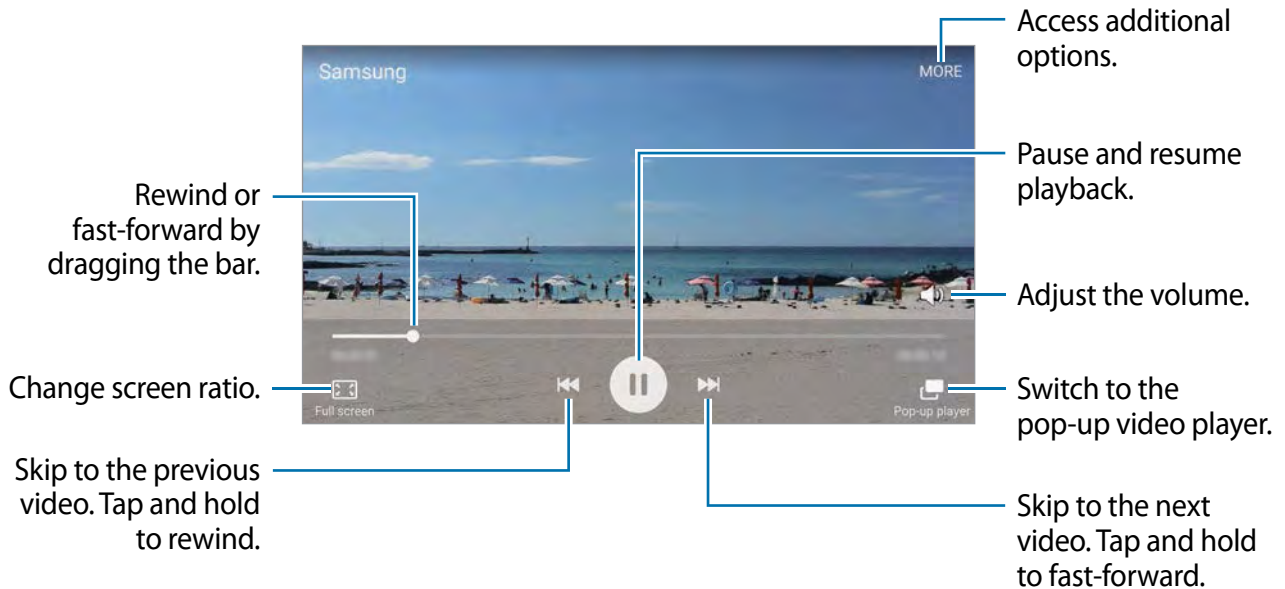 Access additional
options.
Samsung
MORE
Pause and resume
playback.
Rewind or
fast-forward by
dragging the bar.
Adjust the volume.
Change screen ratio.
Full screen
Pop-up player
Switch to the
pop-up video player.
Skip to the previous
video. Tap and hold
to rewind.
Skip to the next
video. Tap and hold
to fast-forward.